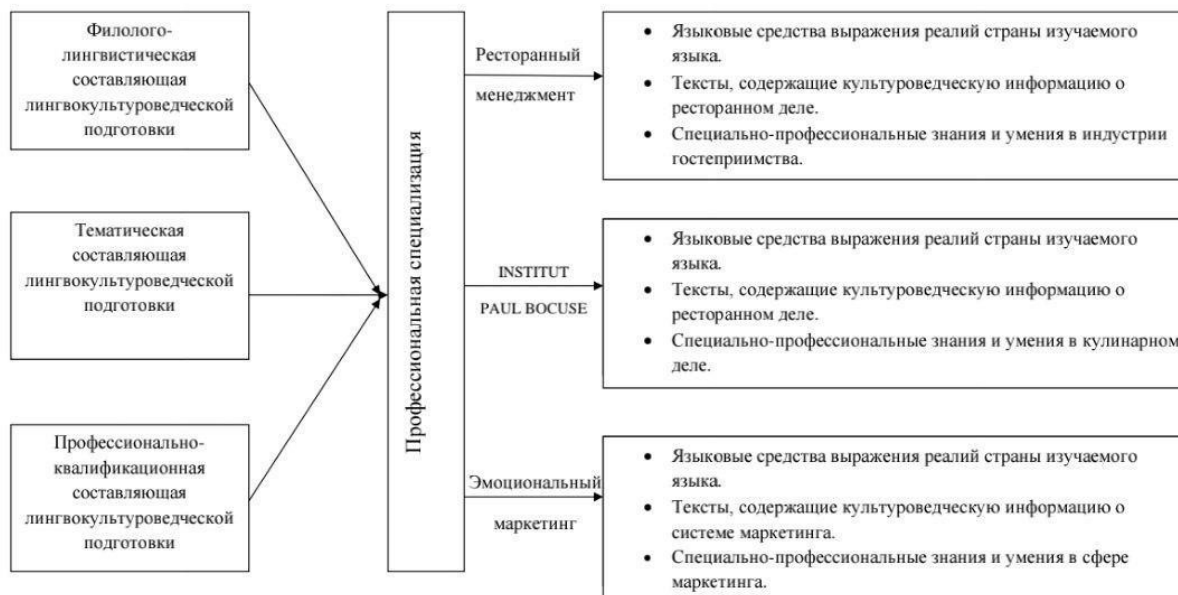 Филолого-
лингвистическая
составляющая
лингвокультуроведческой
подготовки
Тематическая
составляющая
лингвокультуроведческой
подготовки
Профессионально-
квалификационная
составляющая
лингвокультуроведческой
подготовки
Профессиональная специализация
Ресторанный
менеджмент
INSTITUT
PAUL BOCUSE
Эмоциональный
маркетинг
• Языковые средства выражения реалий страны изучаемого
языка.
• Тексты, содержащие культуроведческую информацию о
ресторанном деле.
• Специально-профессиональные знания и умения в индустрии
гостеприимства.
• Языковые средства выражения реалий страны изучаемого
языка.
• Тексты, содержащие культуроведческую информацию о
ресторанном деле.
• Специально-профессиональные знания и умения в кулинарном
деле.
• Языковые средства выражения реалий страны изучаемого
языка.
• Тексты, содержащие культуроведческую информацию о
системе маркетинга.
• Специально-профессиональные знания и умения в сфере
маркетинга.